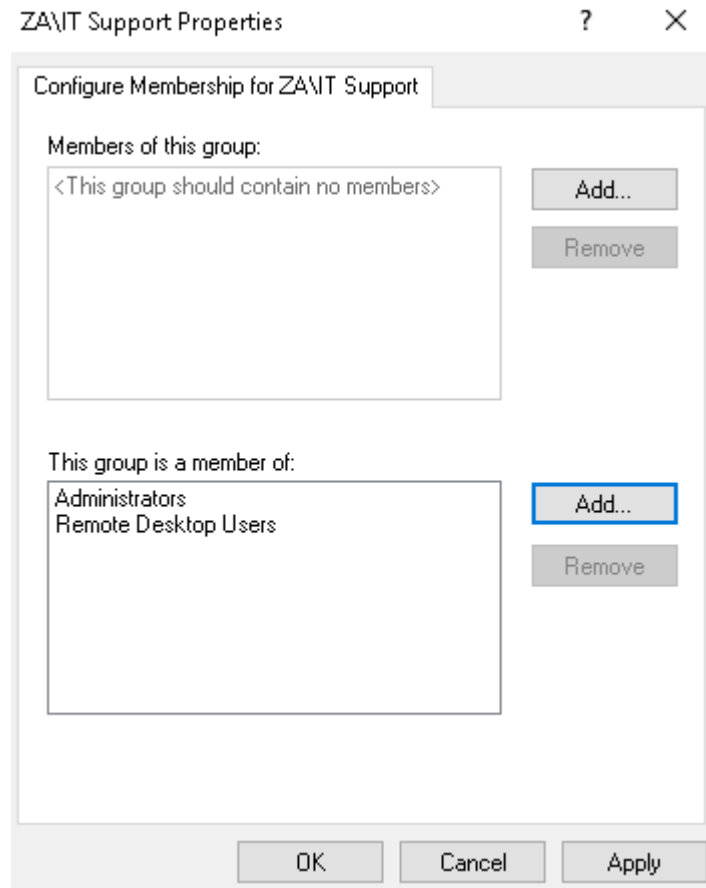 ZA\IT Support Properties
?
Configure Membership for ZA\IT Support
Members of this group:
<This group should contain no members>
Add...
Remove
This group is a member of:
Administrators
Remote Desktop Users
Add...
Remove
OK
Cancel
Apply